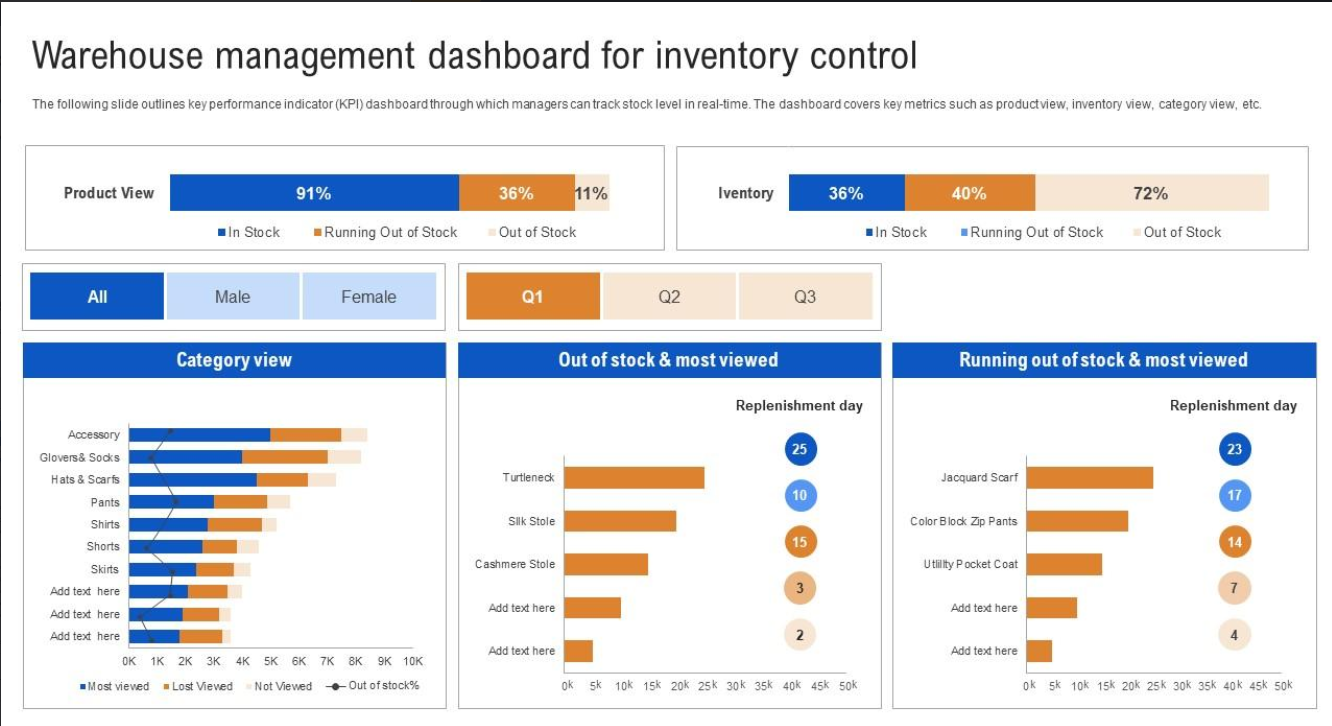 Warehouse management dashboard for inventory control
The following slide outlines key performance indicator (KPI) dashboard through which managers can track stock level in real-time. The dashboard covers key metrics such as product view, inventory view, category view, etc.
Product View
91%
36%
11%
In Stock
Running Out of Stock
Out of Stock
Iventory
36%
40%
72%
In Stock
Running Out of Stock
Out of Stock
All
Male
Female
Q1
Q2
Q3
Category view
Accessory
Glovers& Socks
Hats & Scarfs
Pants
Shirts
Shorts
Skirts
Add text here
Add text here
Add text here
0K 1K 2K 3K 4K 5K 6K 7K 8K 9K 10K
Most viewed
Lost Viewed
Not Viewed
Out of stock%
Out of stock & most viewed
Replenishment day
Turtleneck
Silk Stole
Cashmere Stole
Add text here
Add text here
25
10
15
3
2
0k 5k 10k 15k 20k 25k 30k 35k 40k 45k 50k
Running out of stock & most viewed
Replenishment day
Jacquard Scarf
Color Block Zip Pants
Utility Pocket Coat
Add text here
Add text here
23
17
14
7
4
0k 5k 10k 15k 20k 25k 30k 35k 40k 45k 50k